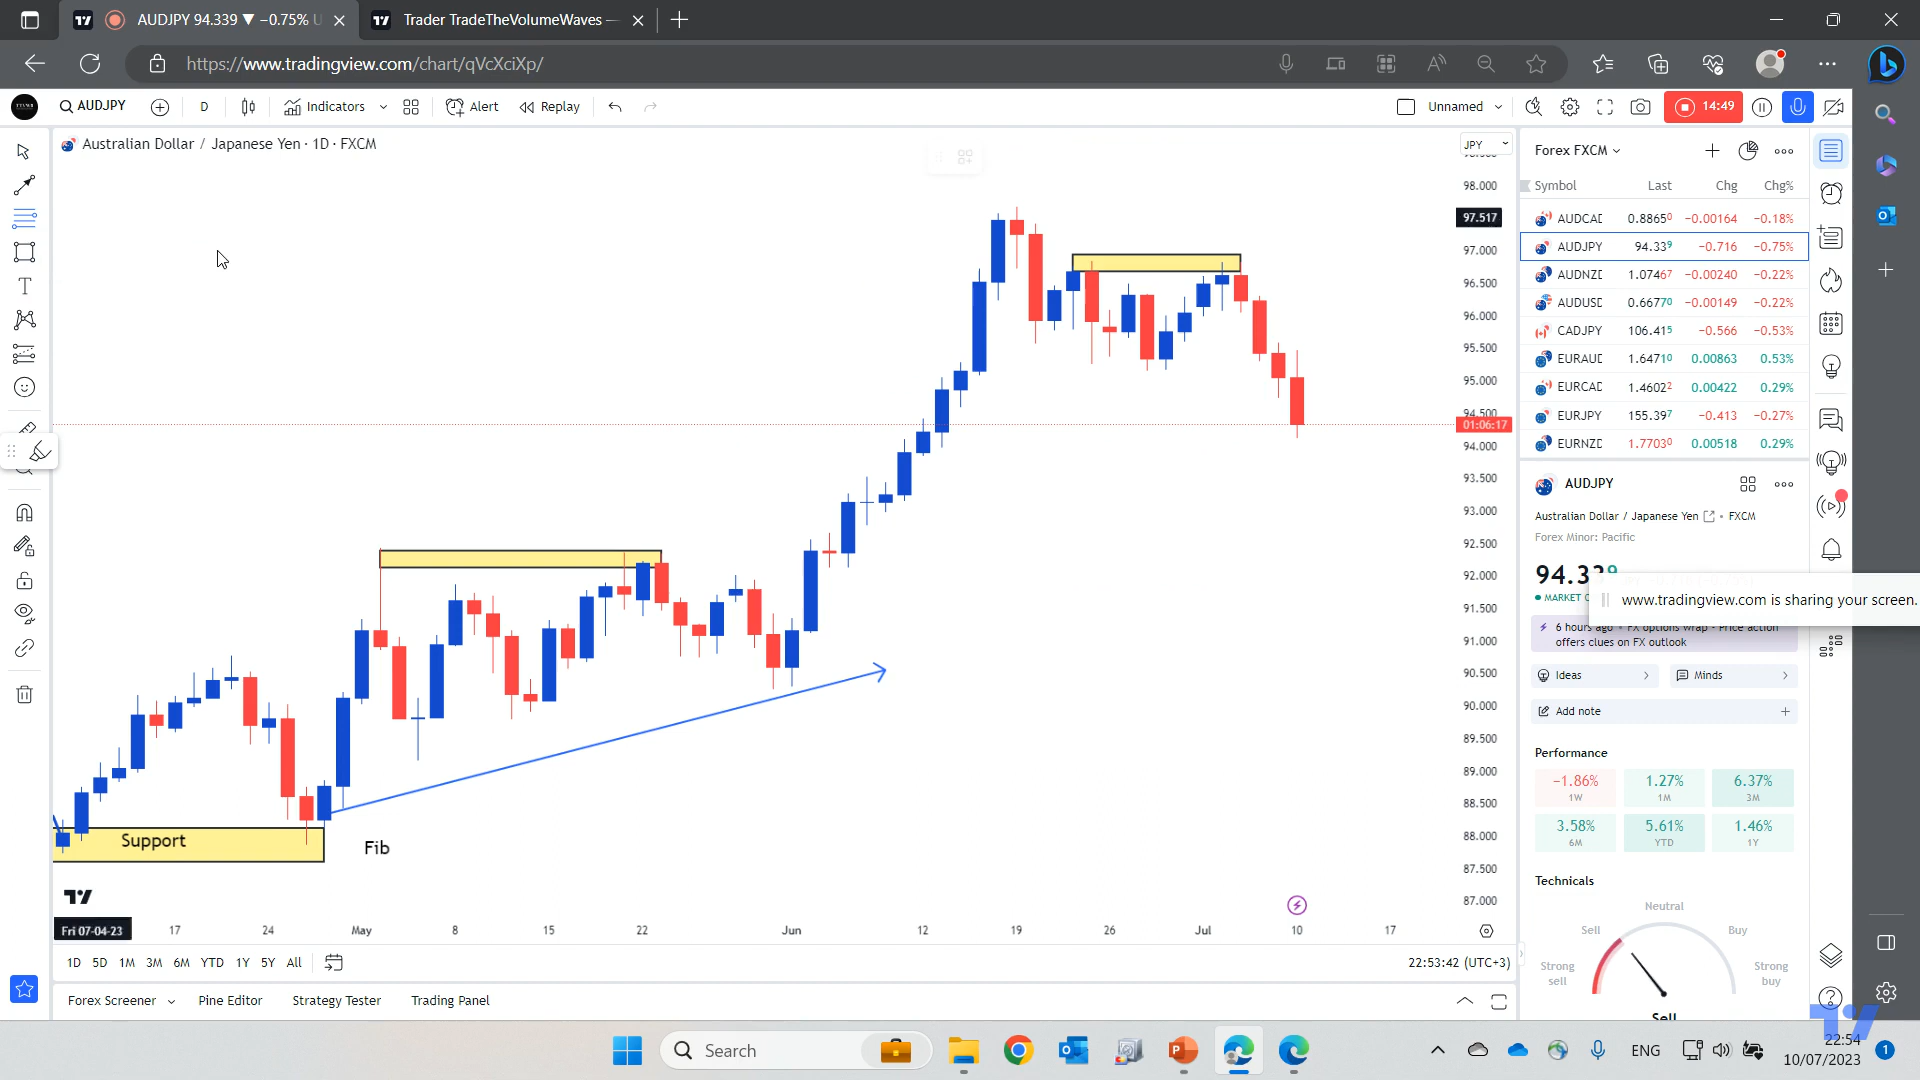 AUDJPY 94.339 ▼ −0.75% U
Trader TradeTheVolumeWaves —
https://www.tradingview.com/chart/qVcXciXp/
AUDJPY
D
Indicators
Alert
Replay
Unnamed
14:49
Australian Dollar / Japanese Yen · 1D · FXCM
JPY
98.000
97.517
97.000
96.500
96.000
95.500
95.000
94.500
01:06:17
94.000
93.500
93.000
92.500
92.000
91.500
91.000
90.500
90.000
89.500
89.000
88.500
88.000
87.500
87.000
Support
Fib
Fri 07-04-23
17
24
May
8
15
22
Jun
12
19
26
Jul
10
17
1D 5D 1M 3M 6M YTD 1Y 5Y All
22:53:42 (UTC+3)
Forex Screener
Pine Editor
Strategy Tester
Trading Panel
Forex FXCM
Symbol Last Chg Chg%
AUDCAD 0.88650 −0.00164 −0.18%
AUDJPY 94.339 −0.716 −0.75%
AUDNZD 1.07467 −0.00240 −0.22%
AUDUSD 0.66770 −0.00149 −0.22%
CADJPY 106.415 −0.566 −0.53%
EURAUD 1.64710 0.00863 0.53%
EURCAD 1.46022 0.00422 0.29%
EURJPY 155.397 −0.413 −0.27%
EURNZD 1.77030 0.00518 0.29%
AUDJPY
Australian Dollar / Japanese Yen • FXCM
Forex Minor: Pacific
94.339
MARKET
www.tradingview.com is sharing your screen.
6 hours ago • FX options wrap - Price action
offers clues on FX outlook
Ideas
Minds
Add note
Performance
−1.86% 1.27% 6.37%
1W 1M 3M
3.58% 5.61% 1.46%
6M YTD 1Y
Technicals
Neutral
Sell Buy
Strong sell
Strong buy
Sell
Search
ENG
22:54
10/07/2023
1